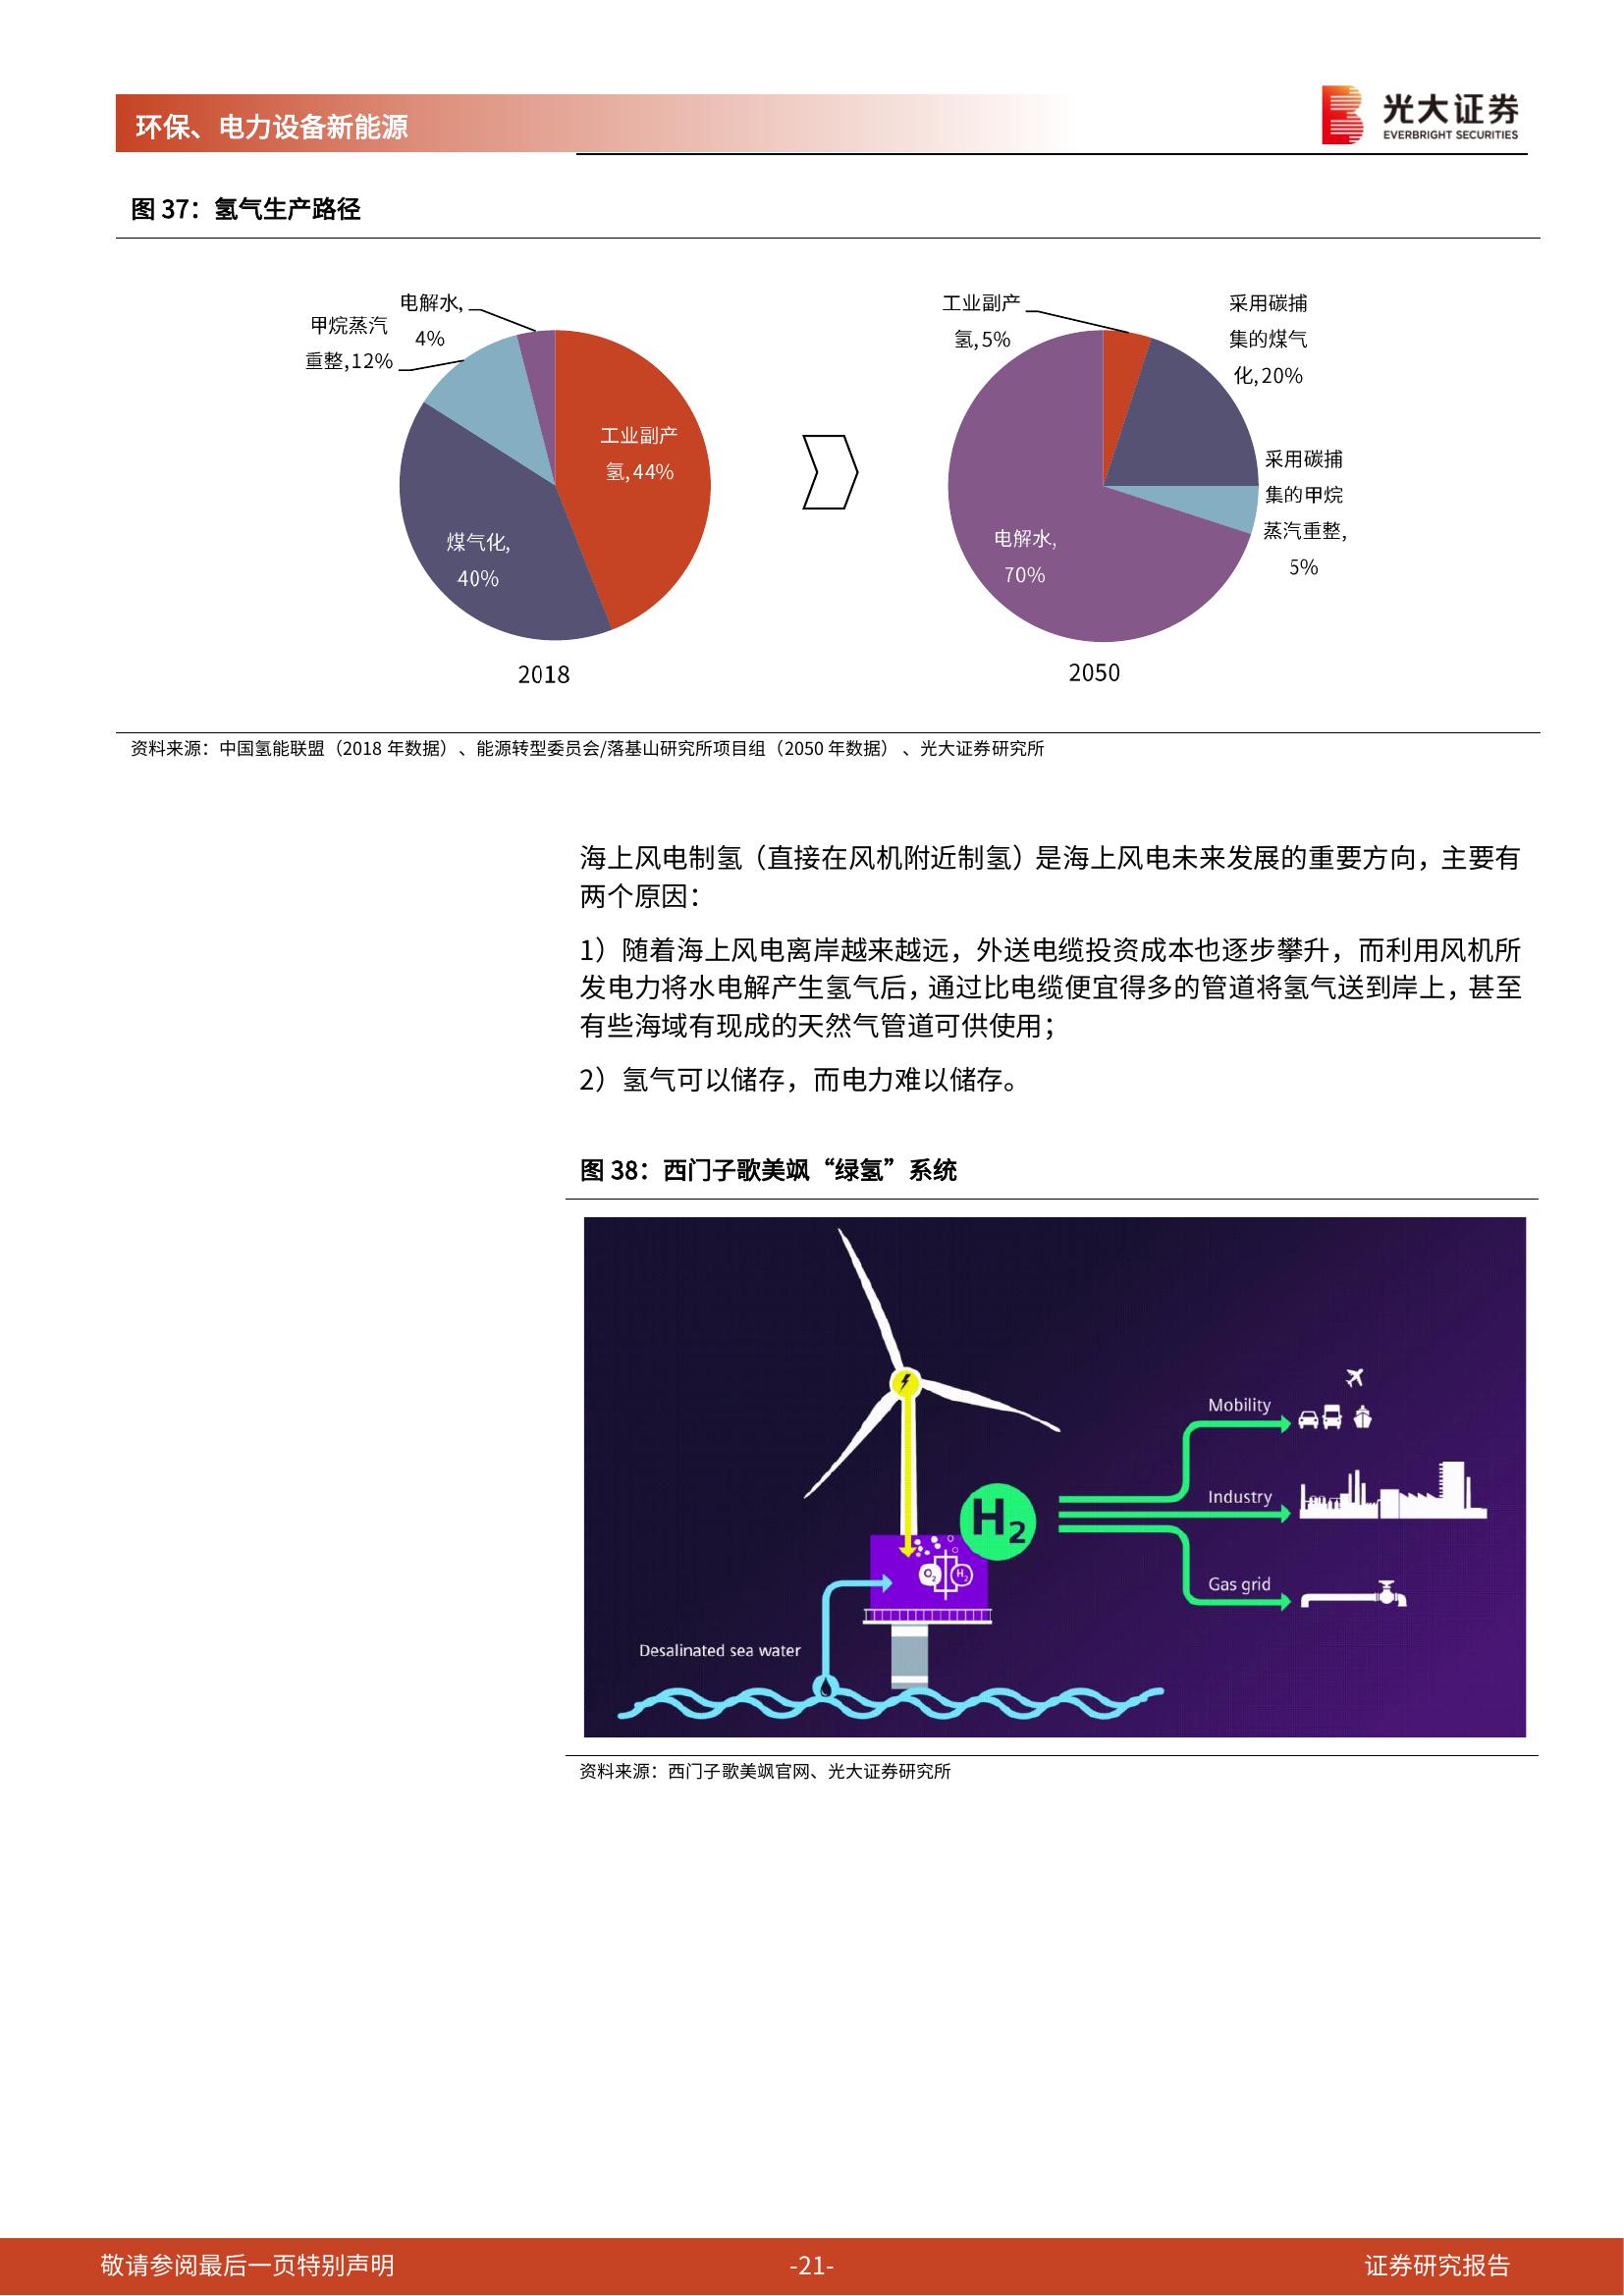 环保、电力设备新能源
光大证券
EVERBRIGHT SECURITIES
图 37：氢气生产路径
电解水,
4%
甲烷蒸汽
重整,12%
工业副产
氢,44%
煤气化,
40%
2018
工业副产
氢,5%
采用碳捕
集的煤气
化,20%
采用碳捕
集的甲烷
蒸汽重整,
5%
电解水,
70%
2050
资料来源：中国氢能联盟（2018 年数据）、能源转型委员会/落基山研究所项目组（2050 年数据） 、光大证券研究所
海上风电制氢（直接在风机附近制氢）是海上风电未来发展的重要方向，主要有
两个原因：
1）随着海上风电离岸越来越远，外送电缆投资成本也逐步攀升，而利用风机所
发电力将水电解产生氢气后，通过比电缆便宜得多的管道将氢气送到岸上，甚至
有些海域有现成的天然气管道可供使用；
2）氢气可以储存，而电力难以储存。
图 38：西门子歌美飒“绿氢”系统
Mobility
Industry
H2
O2
H2
Gas grid
Desalinated sea water
资料来源：西门子歌美飒官网、光大证券研究所
敬请参阅最后一页特别声明
-21-
证券研究报告